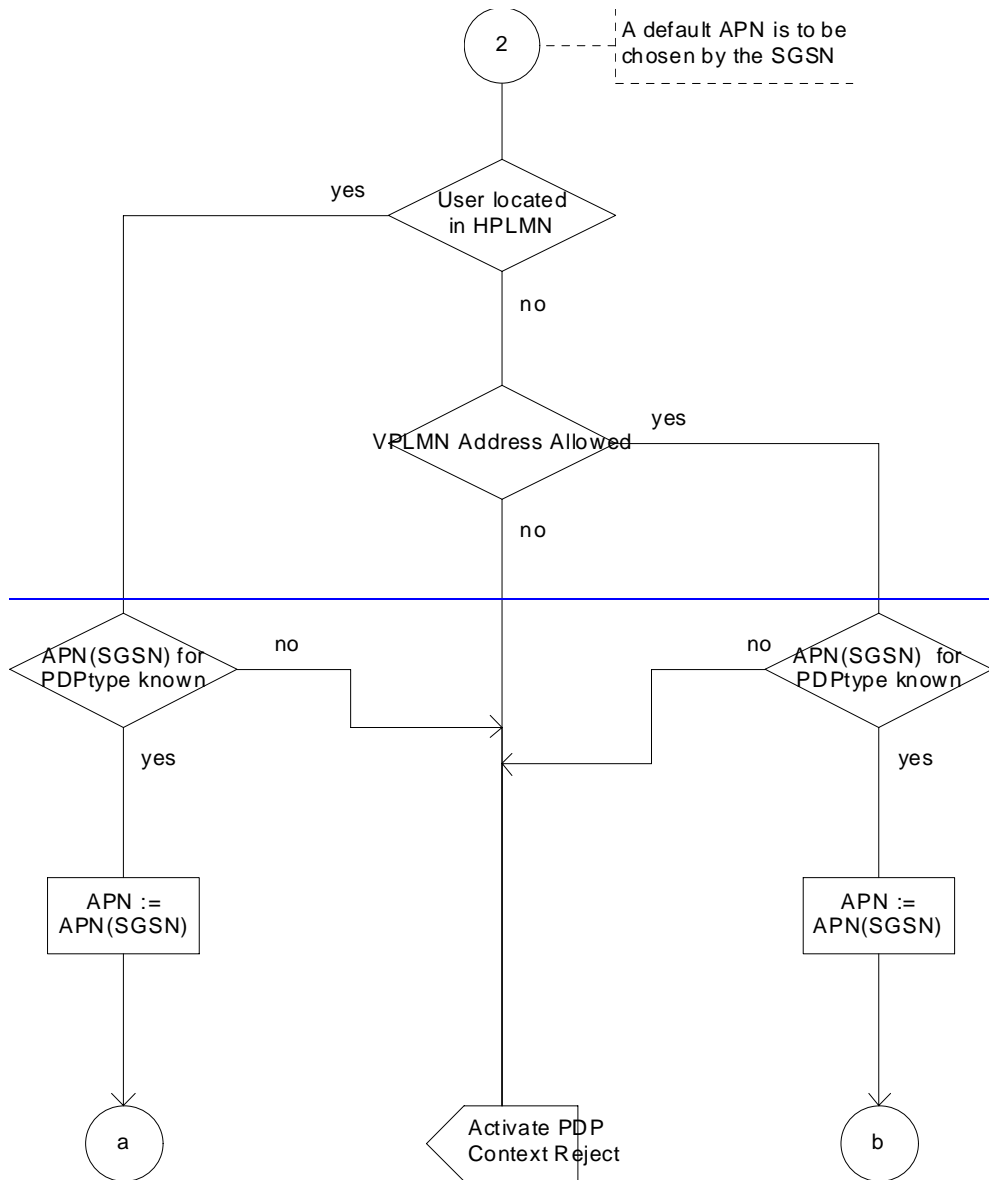 2
A default APN is to be
chosen by the SGSN
yes
User located
in HPLMN
no
VPLMN Address Allowed
yes
no
APN(SGSN) for
PDPtype known
no
no
APN(SGSN) for
PDPtype known
yes
yes
APN :=
APN(SGSN)
APN :=
APN(SGSN)
a
Activate PDP
Context Reject
b